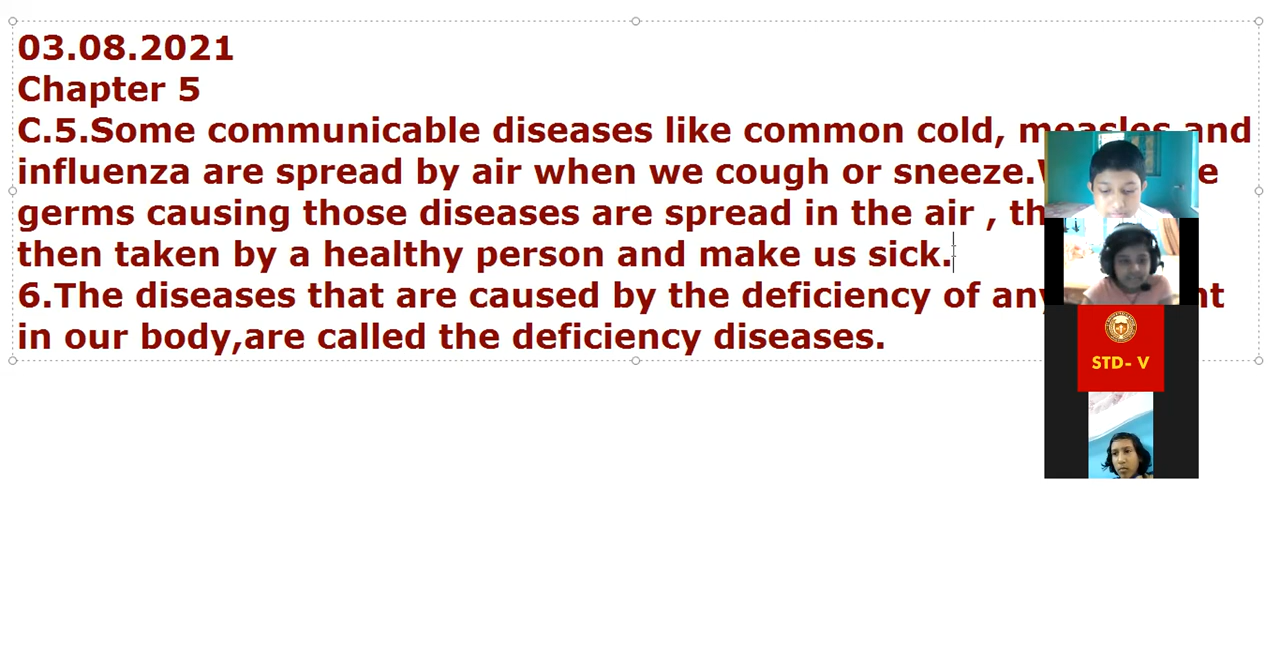 03.08.2021
Chapter 5
C.5.Some communicable diseases like common cold, measles and
influenza are spread by air when we cough or sneeze.
germs causing those diseases are spread in the air ,
then taken by a healthy person and make us sick.
6.The diseases that are caused by the deficiency of any
in our body,are called the deficiency diseases.
STD- V